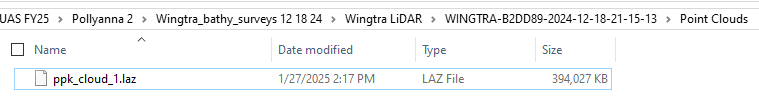 UAS FY25 > Pollyanna 2 > Wingtra_bathy_surveys 12 18 24 > Wingtra LiDAR > WINGTRA-B2DD89-2024-12-18-21-15-13 > Point Clouds
Name Date modified Type Size
ppk_cloud_1.laz 1/27/2025 2:17 PM LAZ File 394,027 KB